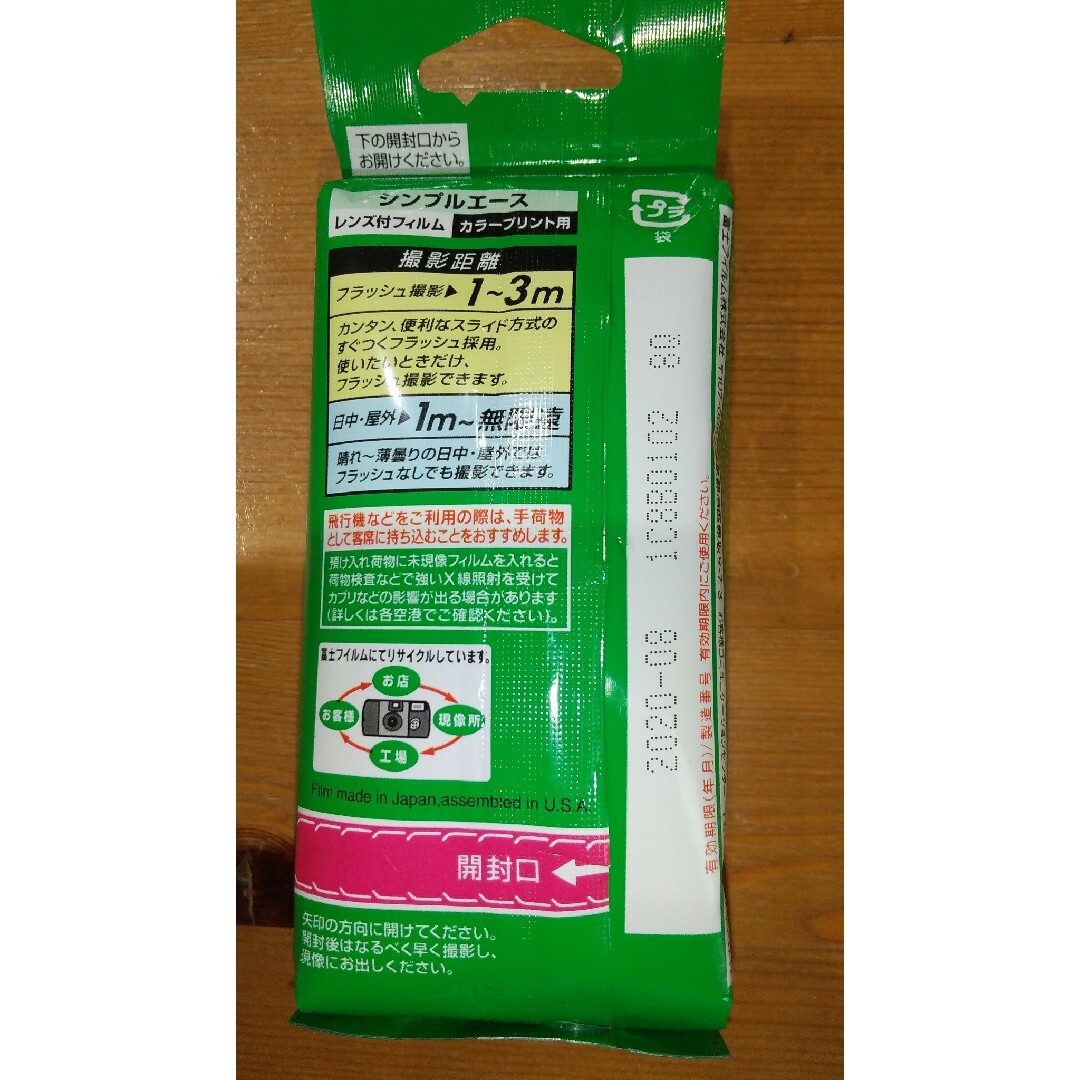 下の開封口から
お開けください。
シンプルエース
レンズ付フィルム カラープリント用
プラ
袋
撮影距離
フラッシュ撮影▶1~3m
カンタン、便利なスライド方式の
すぐつくフラッシュ採用。
使いたいときだけ、
フラッシュ撮影できます。
日中・屋外▶1m~無限遠
晴れ~薄曇りの日中・屋外では
フラッシュなしでも撮影できます。
飛行機などをご利用の際は、手荷物
として客席に持ち込むことをおすすめします。
預け入れ荷物に未現像フィルムを入れると
荷物検査などで強いX線照射を受けて
カブリなどの影響が出る場合があります
(詳しくは各空港でご確認ください)。
富士フイルムにてリサイクルしています。
お店
お客様
現像所
工場
Film made in Japan,assembled in U.S.A.
開封口
矢印の方向に開けてください。
開封後はなるべく早く撮影し、
現像にお出しください。
2020-08 10880102 80
有効期限(年月)/製造番号 有効期限内にご使用ください。
富士フイルム株式会社